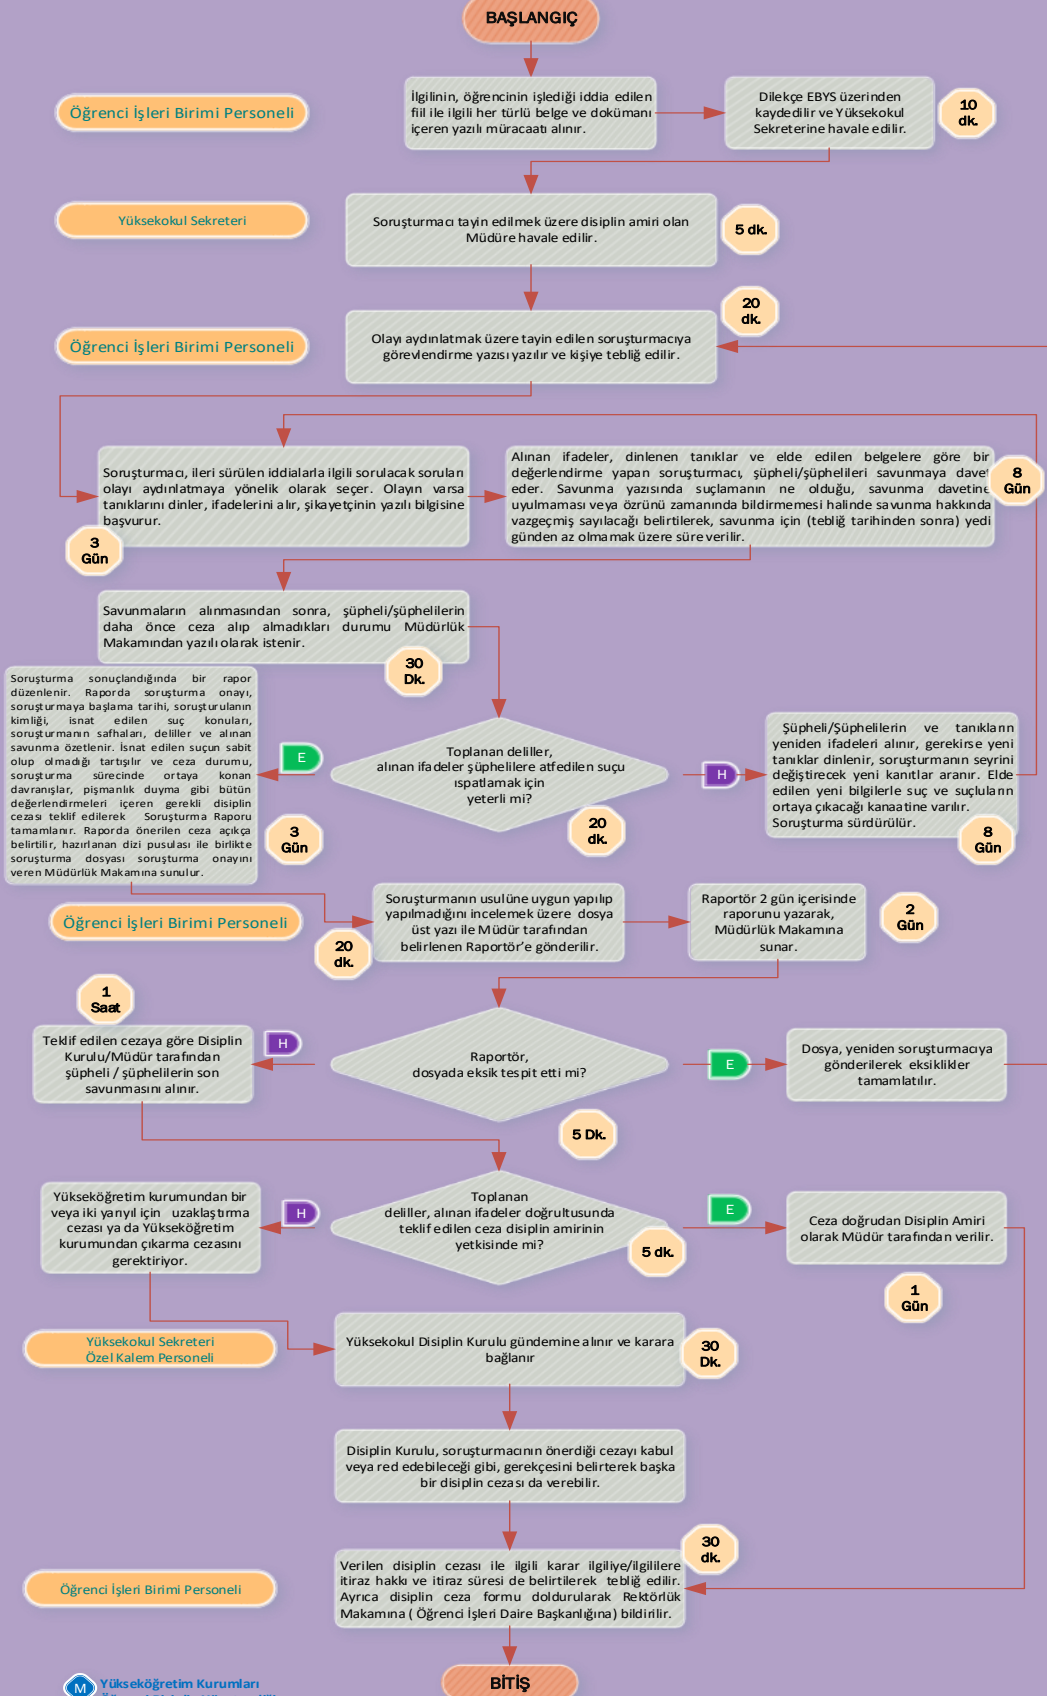 BAŞLANGIÇ
Öğrenci İşleri Birimi Personeli
İlgilinin, öğrencinin işlediği iddia edilen
fiil ile ilgili her türlü belge ve dokümanı
içeren yazılı müracaatı alınır.
Dilekçe EBYS üzerinden
kaydedilir ve Yüksekokul
Sekreterine havale edilir.
10
dk.
Yüksekokul Sekreteri
Soruşturmacı tayin edilmek üzere disiplin amiri olan
Müdüre havale edilir.
5 dk.
20
dk.
Öğrenci İşleri Birimi Personeli
Olayı aydınlatmak üzere tayin edilen soruşturmacıya
görevlendirme yazısı yazılır ve kişiye tebliğ edilir.
Soruşturmacı, ileri sürülen iddialarla ilgili sorulacak soruları
olayı aydınlatmaya yönelik olarak seçer. Olayın varsa
tanıklarını dinler, ifadelerini alır, şikayetçinin yazılı bilgisine
başvurur.
3
Gün
Alınan ifadeler, dinlenen tanıklar ve elde edilen belgelere göre bir
değerlendirme yapan soruşturmacı, şüpheli/şüphelileri savunmaya davet
eder. Savunma yazısında suçlamanın ne olduğu, savunma davetine
uyulmaması veya özrünü zamanında bildirmemesi halinde savunma hakkından
vazgeçmiş sayılacağı belirtilerek, savunma için (tebliğ tarihinden sonra) yedi
günden az olmamak üzere süre verilir.
8
Gün
Savunmaların alınmasından sonra, şüpheli/şüphelilerin
daha önce ceza alıp almadıkları durumu Müdürlük
Makamından yazılı olarak istenir.
30
Dk.
Soruşturma sonuçlandığında bir rapor
düzenlenir. Raporda soruşturma onayı,
soruşturmaya başlama tarihi, soruşturulanın
kimliği, isnat edilen suç konuları,
soruşturmanın safhaları, deliller ve alınan
savunma özetlenir. İsnat edilen suçun sabit
olup olmadığı tartışılır ve ceza durumu,
soruşturma sürecinde ortaya konan
davranışlar, pişmanlık duyma gibi bütün
değerlendirmeleri içeren gerekli disiplin
cezası teklif edilerek Soruşturma Raporu
tamamlanır. Raporda önerilen ceza açıkça
belirtilir, hazırlanan dizi pusulası ile birlikte
soruşturma dosyası soruşturma onayını
veren Müdürlük Makamına sunulur.
E
3
Gün
Toplanan deliller,
alınan ifadeler şüphelilere atfedilen suçu
ıspatlamak için
yeterli mi?
20
dk.
H
Şüpheli/Şüphelilerin ve tanıkların
yeniden ifadeleri alınır, gerekirse yeni
tanıklar dinlenir, soruşturmanın seyrini
değiştirecek yeni kanıtlar aranır. Elde
edilen yeni bilgilerle suç ve suçluların
ortaya çıkacağı kanaatine varılır.
Soruşturma sürdürülür.
8
Gün
Öğrenci İşleri Birimi Personeli
20
dk.
Soruşturmanın usulüne uygun yapılıp
yapılmadığını incelemek üzere dosya
üst yazı ile Müdür tarafından
belirlenen Raportör’e gönderilir.
Raportör 2 gün içerisinde
raporunu yazarak,
Müdürlük Makamına
sunar.
2
Gün
1
Saat
Teklif edilen cezaya göre Disiplin
Kurulu/Müdür tarafından
şüpheli / şüphelilerin son
savunmasını alınır.
H
Raportör,
dosyada eksik tespit etti mi?
5 Dk.
E
Dosya, yeniden soruşturmacıya
gönderilerek eksiklikler
tamamlatılır.
Yükseköğretim kurumundan bir
veya iki yarıyıl için uzaklaştırma
cezası ya da Yükseköğretim
kurumundan çıkarma cezasını
gerektiriyor.
H
Toplanan
deliller, alınan ifadeler doğrultusunda
teklif edilen ceza disiplin amirinin
yetkisinde mi?
5 dk.
E
Ceza doğrudan Disiplin Amiri
olarak Müdür tarafından verilir.
1
Gün
Yüksekokul Sekreteri
Özel Kalem Personeli
Yüksekokul Disiplin Kurulu gündemine alınır ve karara
bağlanır
30
Dk.
Disiplin Kurulu, soruşturmacının önerdiği cezayı kabul
veya red edebileceği gibi, gerekçesini belirterek başka
bir disiplin cezası da verebilir.
30
dk.
Öğrenci İşleri Birimi Personeli
Verilen disiplin cezası ile ilgili karar ilgiliye/ilgililere
itiraz hakkı ve itiraz süresi de belirtilerek tebliğ edilir.
Ayrıca disiplin ceza formu doldurularak Rektörlük
Makamına ( Öğrenci İşleri Daire Başkanlığına) bildirilir.
BİTİŞ
M
Yükseköğretim Kurumları